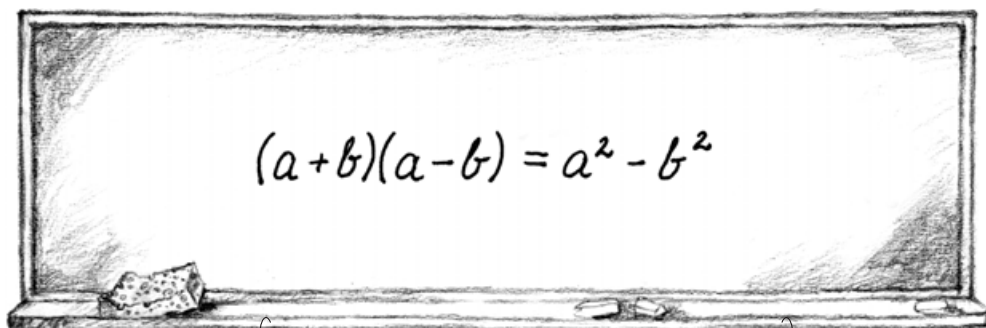 (a+b)(a-b) = a² - b²